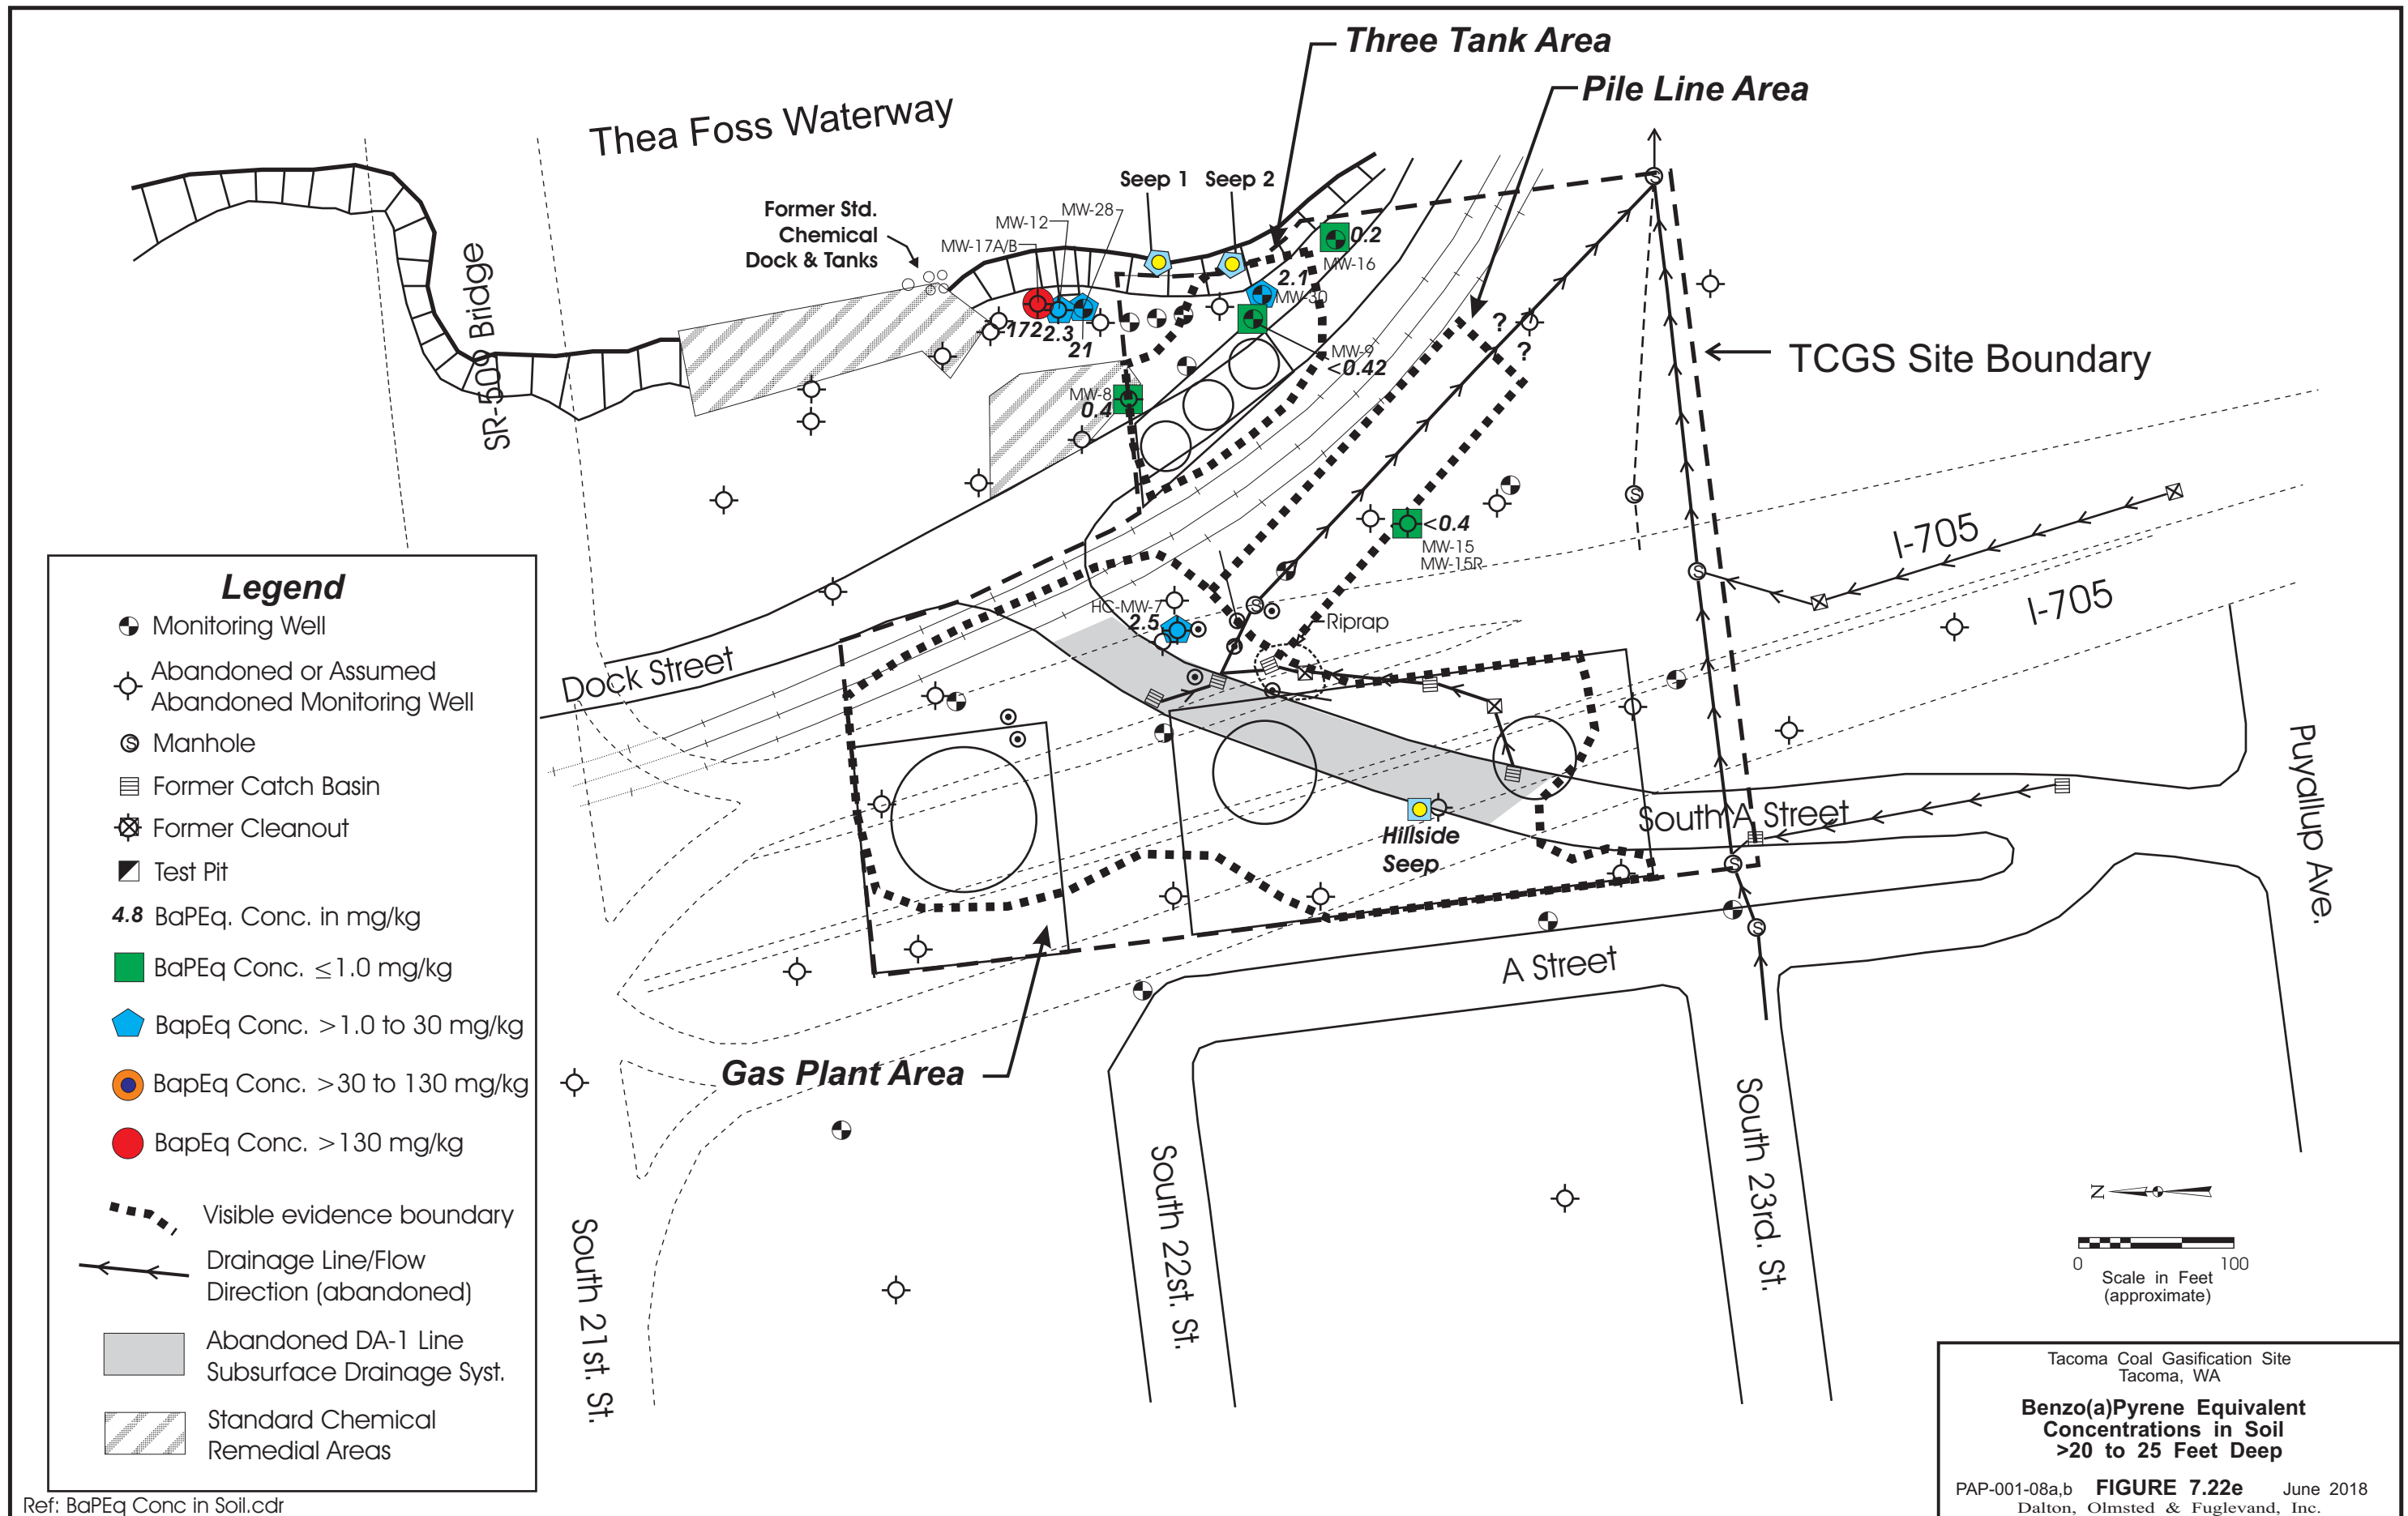 Three Tank Area
Pile Line Area
Thea Foss Waterway
Seep 1 Seep 2
Former Std.
Chemical
Dock & Tanks
MW-12
MW-28
MW-17A/B
0.2
MW-16
2.1
MW-30
172
2.3
21
MW-9
<0.42
MW-8
0.4
?
?
TCGS Site Boundary
SR-509 Bridge
<0.4
MW-15
MW-15R
I-705
I-705
HC-MW-7
2.5
Riprap
Dock Street
South A Street
Hillside
Seep
Puyallup Ave.
A Street
Gas Plant Area
South 21st. St.
South 22st. St.
South 23rd. St.
Legend
Monitoring Well
Abandoned or Assumed
Abandoned Monitoring Well
S Manhole
Former Catch Basin
Former Cleanout
Test Pit
4.8 BaPEq. Conc. in mg/kg
BaPEq Conc. ≤1.0 mg/kg
BapEq Conc. >1.0 to 30 mg/kg
BapEq Conc. >30 to 130 mg/kg
BapEq Conc. >130 mg/kg
Visible evidence boundary
Drainage Line/Flow
Direction (abandoned)
Abandoned DA-1 Line
Subsurface Drainage Syst.
Standard Chemical
Remedial Areas
N
0 100
Scale in Feet
(approximate)
Tacoma Coal Gasification Site
Tacoma, WA
Benzo(a)Pyrene Equivalent
Concentrations in Soil
>20 to 25 Feet Deep
PAP-001-08a,b FIGURE 7.22e June 2018
Dalton, Olmsted & Fuglevand, Inc.
Ref: BaPEq Conc in Soil.cdr